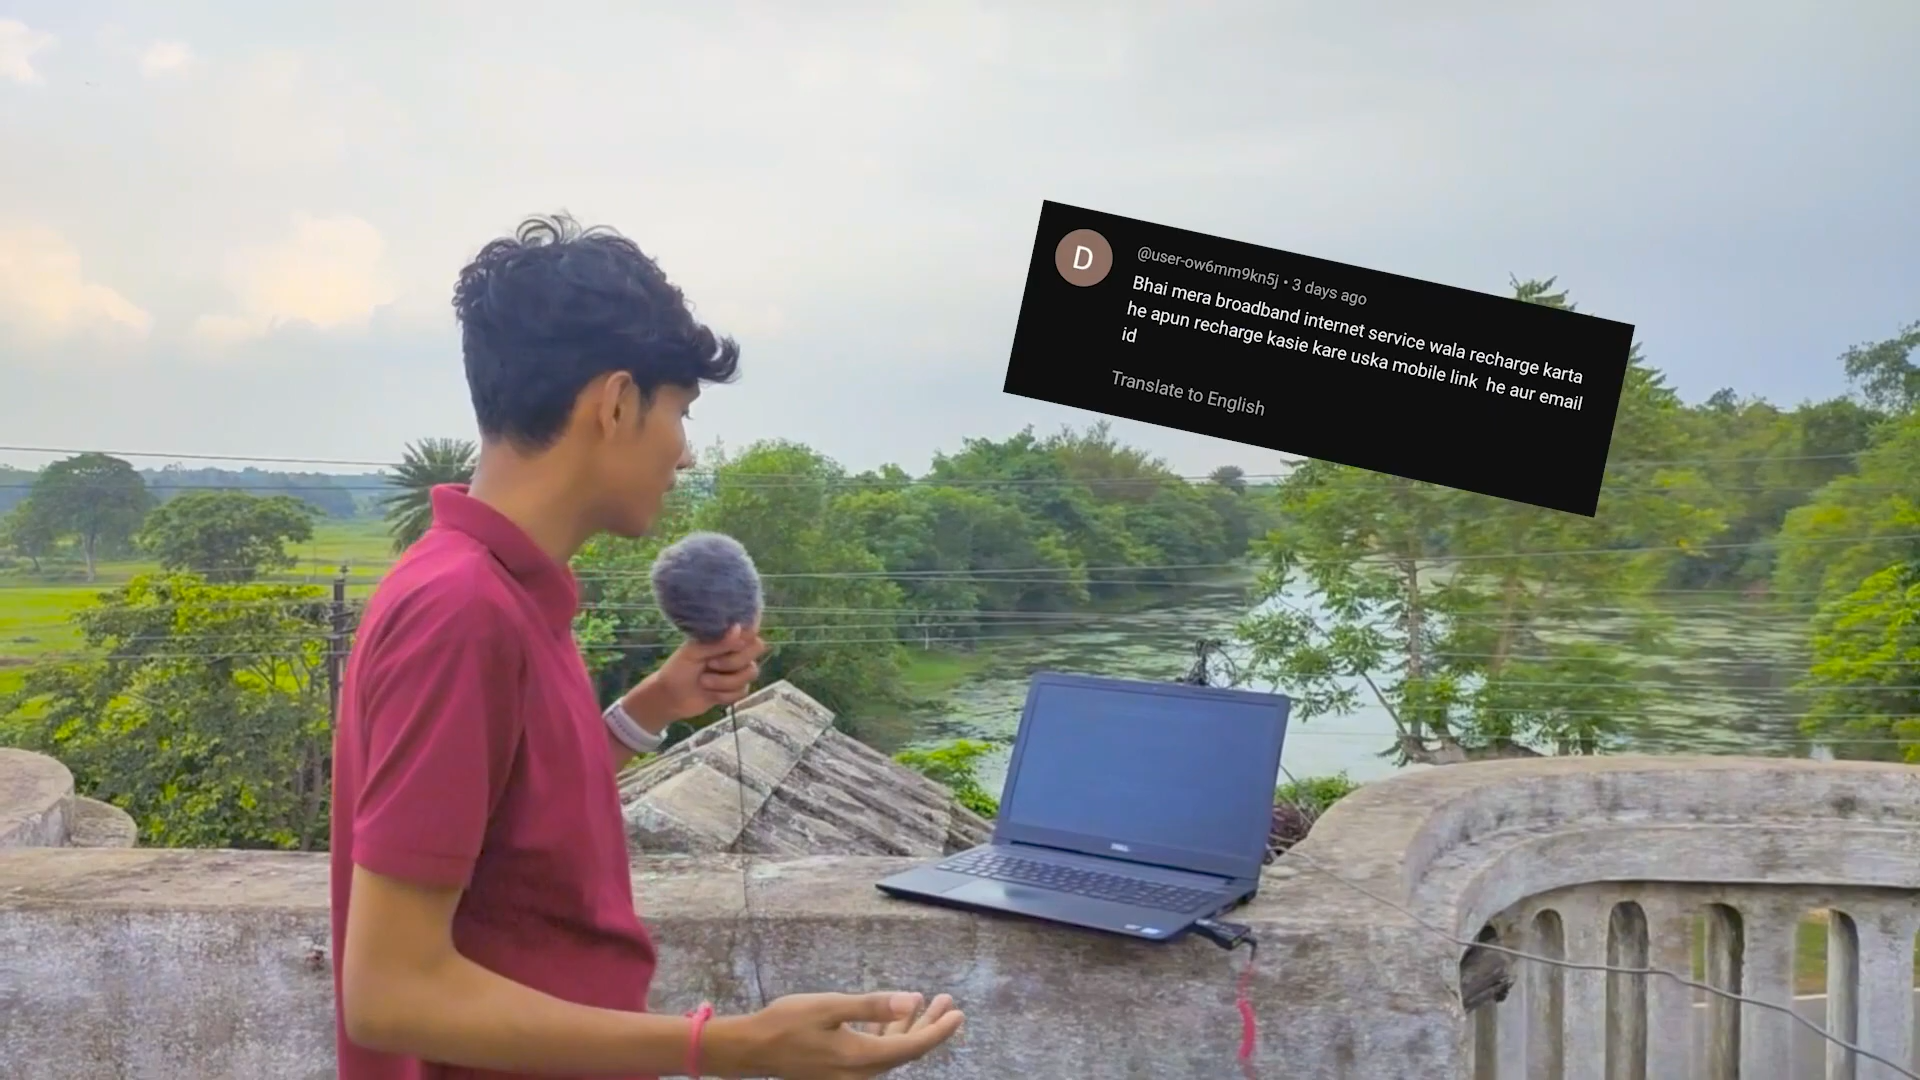 D
@user-ow6mm9kn5j • 3 days ago
Bhai mera broadband internet service wala recharge karta
he apun recharge kasie kare uska mobile link he aur email
id
Translate to English
DELL